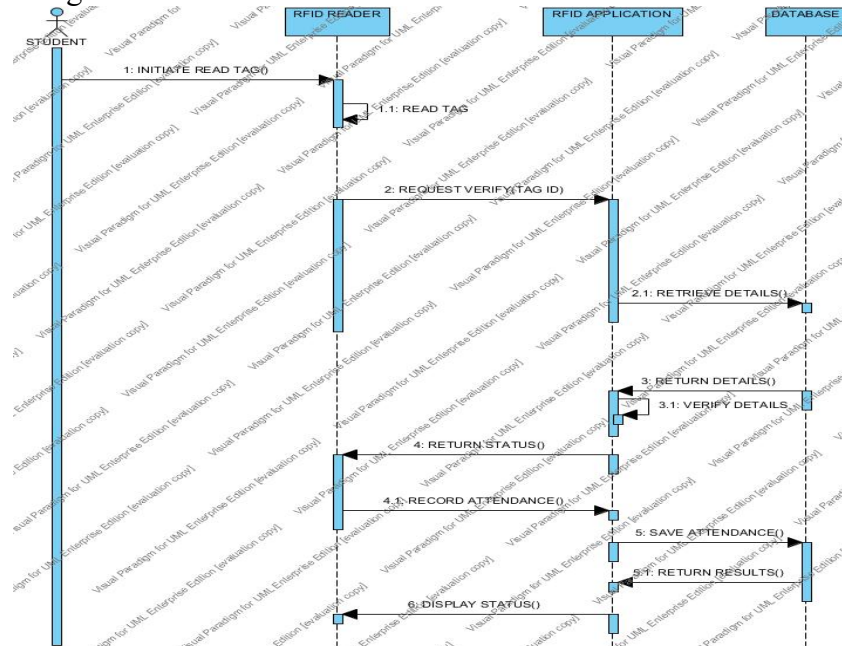 STUDENT
RFID READER
RFID APPLICATION
DATABASE
1: INITIATE READ TAG()
1.1: READ TAG
2: REQUEST VERIFY(TAG ID)
2.1: RETRIEVE DETAILS()
3: RETURN DETAILS()
3.1: VERIFY DETAILS
4: RETURN STATUS()
4.1: RECORD ATTENDANCE()
5: SAVE ATTENDANCE()
5.1: RETURN RESULTS()
6: DISPLAY STATUS()
Visual Paradigm for UML Enterprise Edition [evaluation copy]